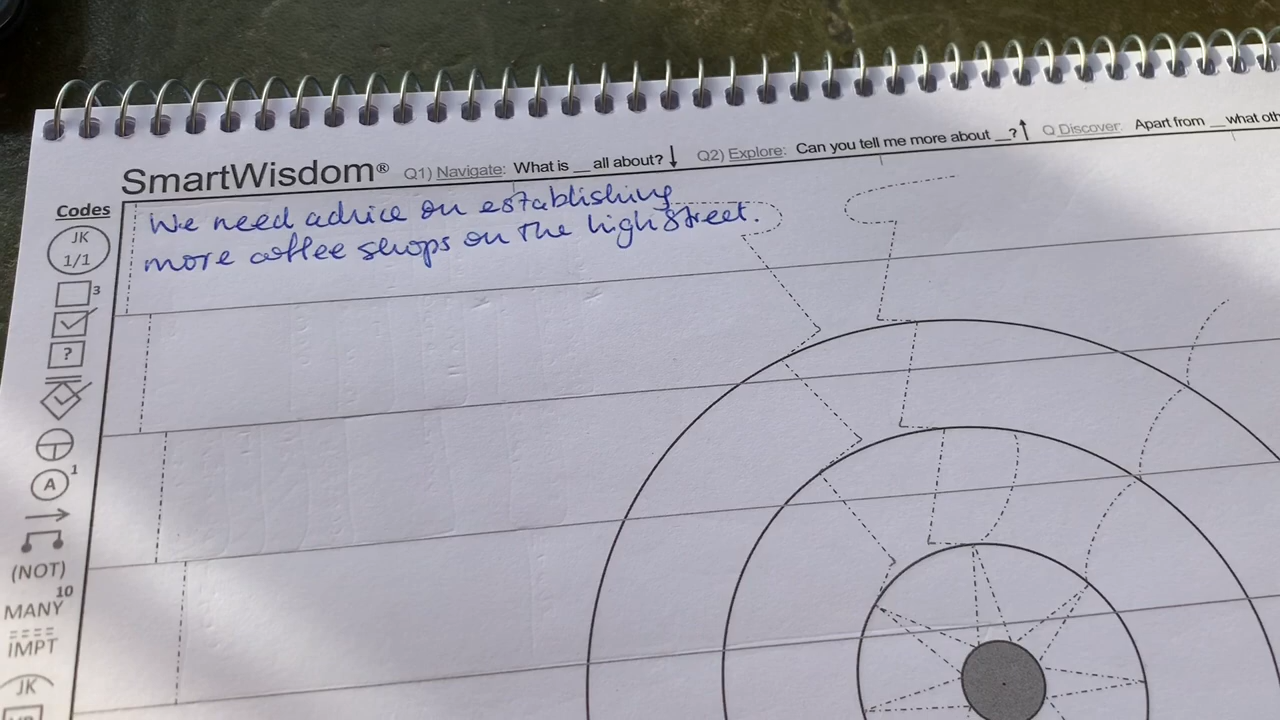 SmartWisdom® Q1) Navigate: What is __ all about? ↓ Q2) Explore: Can you tell me more about __? ↑ Q Discover: Apart from __ what
Codes
We need advice on establishing
more coffee shops on the high street.
JK
1/1
3
?
1
A
(NOT)
10
MANY
IMPT
JK